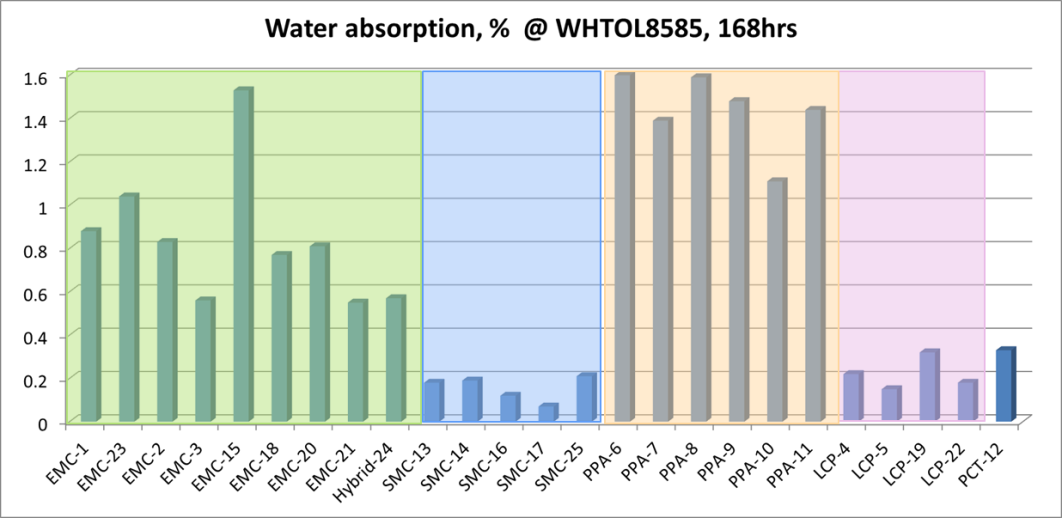 Water absorption, % @ WHTOL8585, 168hrs
1.6
1.4
1.2
1
0.8
0.6
0.4
0.2
0
EMC-1
EMC-23
EMC-2
EMC-3
EMC-15
EMC-18
EMC-20
EMC-21
Hybrid-24
SMC-13
SMC-14
SMC-16
SMC-17
SMC-25
PPA-6
PPA-7
PPA-8
PPA-9
PPA-10
PPA-11
LCP-4
LCP-5
LCP-19
LCP-22
PCT-12